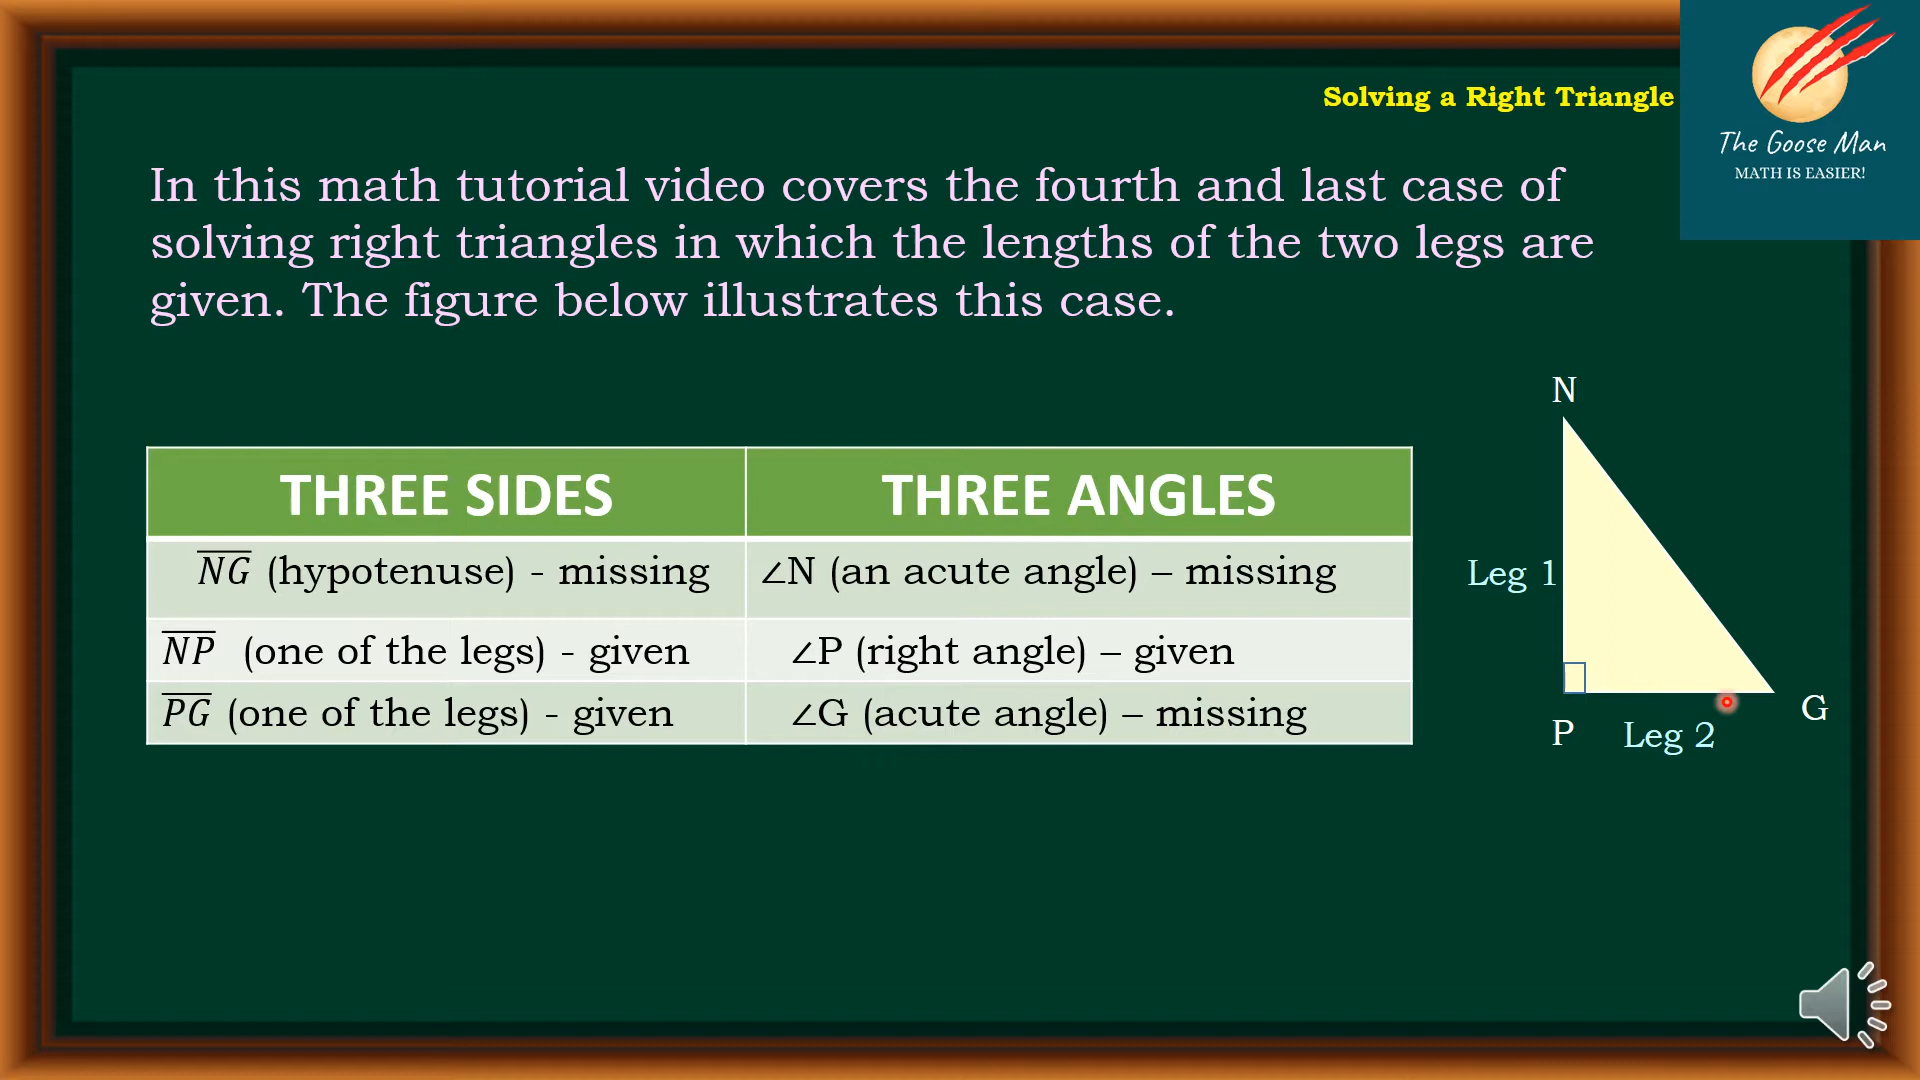 Solving a Right Triangle
The Goose Man
MATH IS EASIER!
In this math tutorial video covers the fourth and last case of
solving right triangles in which the lengths of the two legs are
given. The figure below illustrates this case.
THREE SIDES THREE ANGLES
N̅G̅ (hypotenuse) - missing ∠N (an acute angle) – missing
N̅P̅ (one of the legs) - given ∠P (right angle) – given
P̅G̅ (one of the legs) - given ∠G (acute angle) – missing
N
Leg 1
G
P
Leg 2